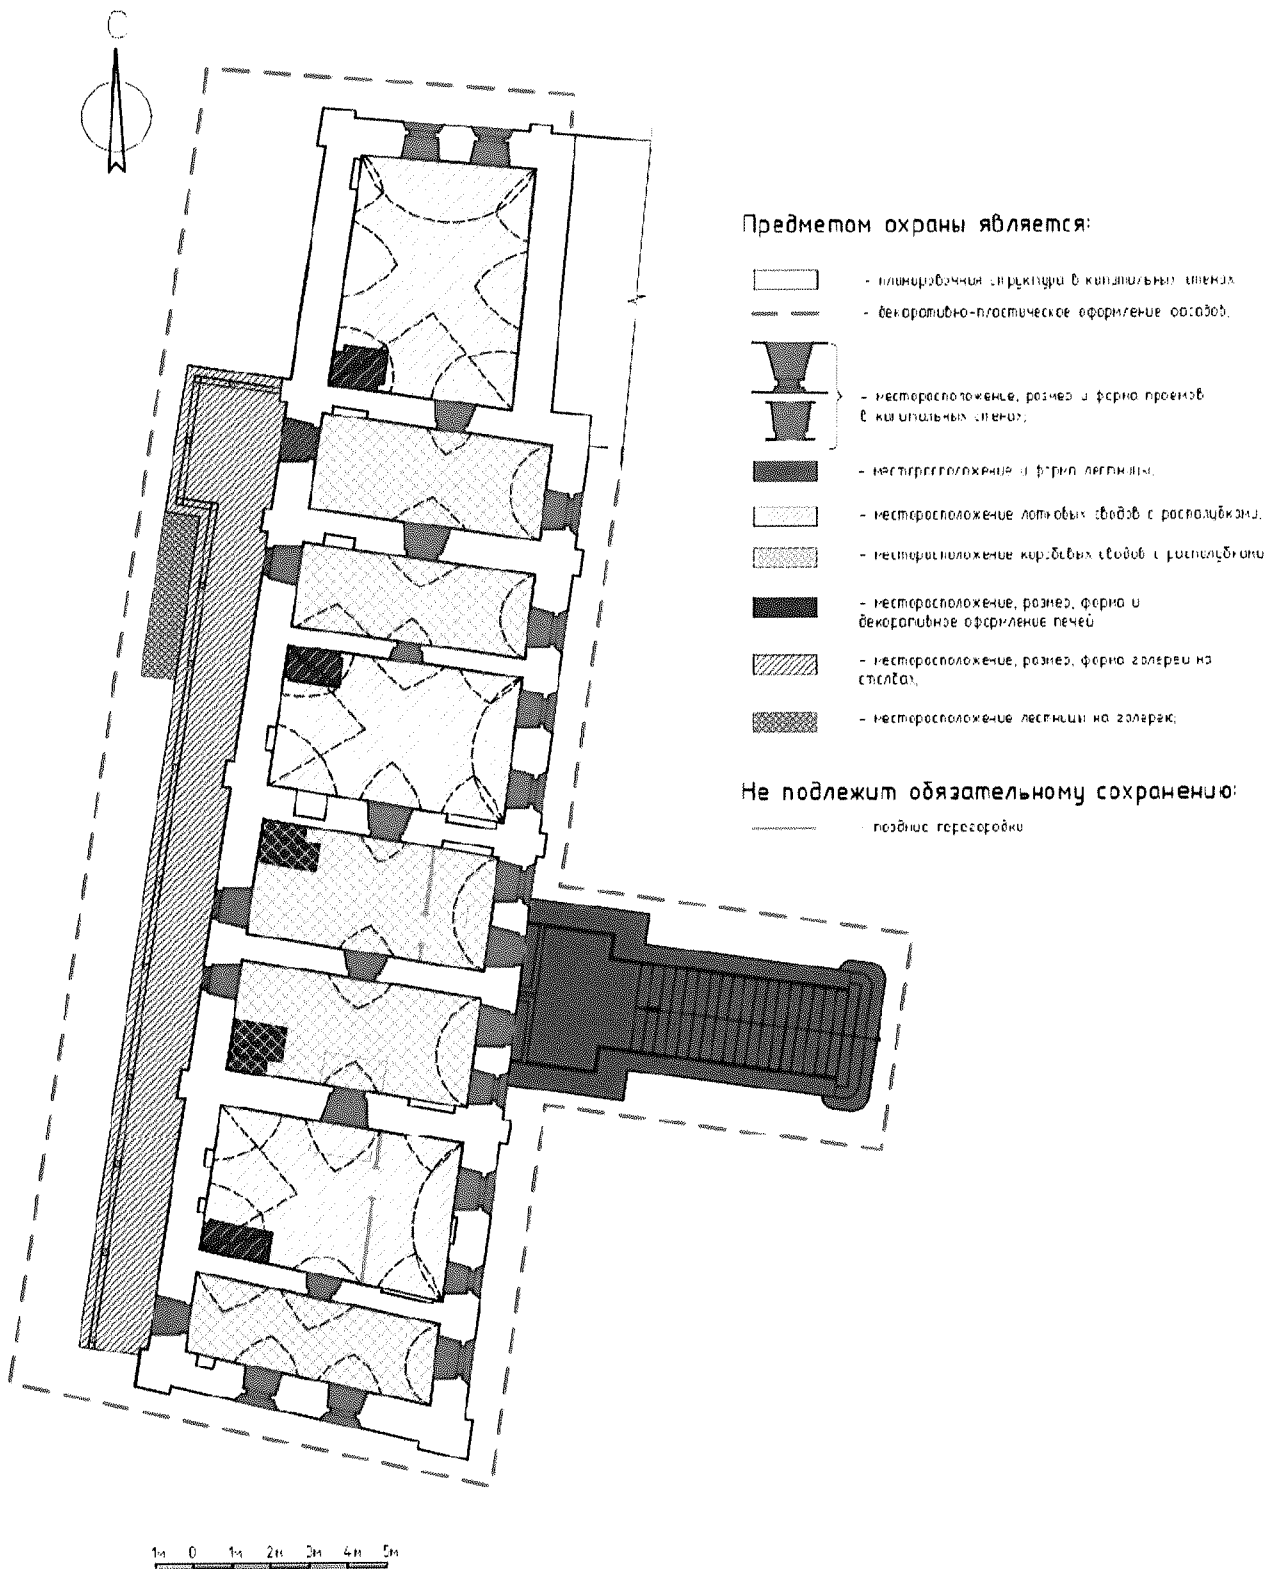 С
Предметом охраны является:
- планировочная структура в капитальных стенах
- декоративно-пластическое оформление фасадов;
- месторасположение, размер и форма проемов
в капитальных стенах;
- месторасположение и форма лестницы;
- месторасположение лотковых сводов с распалубками;
- месторасположение коробовых сводов с распалубками
- месторасположение, размер, форма и
декоративное оформление печей
- месторасположение, размер, форма галереи на
столбах;
- месторасположение лестницы на галерею;
Не подлежит обязательному сохранению:
- поздние перегородки
1м 0 1м 2м 3м 4м 5м